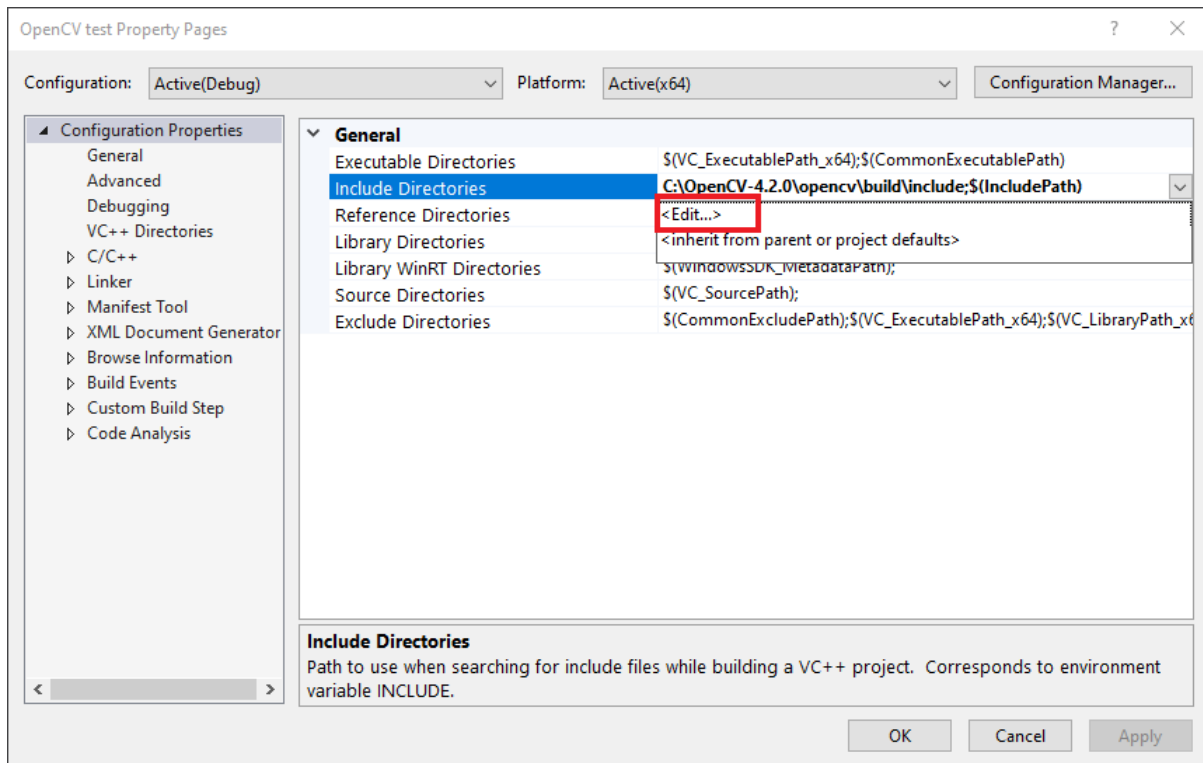 OpenCV test Property Pages
Configuration: Active(Debug) Platform: Active(x64) Configuration Manager...
Configuration Properties
General
Advanced
Debugging
VC++ Directories
C/C++
Linker
Manifest Tool
XML Document Generator
Browse Information
Build Events
Custom Build Step
Code Analysis
General
Executable Directories $(VC_ExecutablePath_x64);$(CommonExecutablePath)
Include Directories C:\OpenCV-4.2.0\opencv\build\include;$(IncludePath)
Reference Directories <Edit...>
Library Directories <inherit from parent or project defaults>
Library WinRT Directories $(WindowsSDK_MetadataPath);
Source Directories $(VC_SourcePath);
Exclude Directories $(CommonExcludePath);$(VC_ExecutablePath_x64);$(VC_LibraryPath_x6
Include Directories
Path to use when searching for include files while building a VC++ project. Corresponds to environment
variable INCLUDE.
OK Cancel Apply